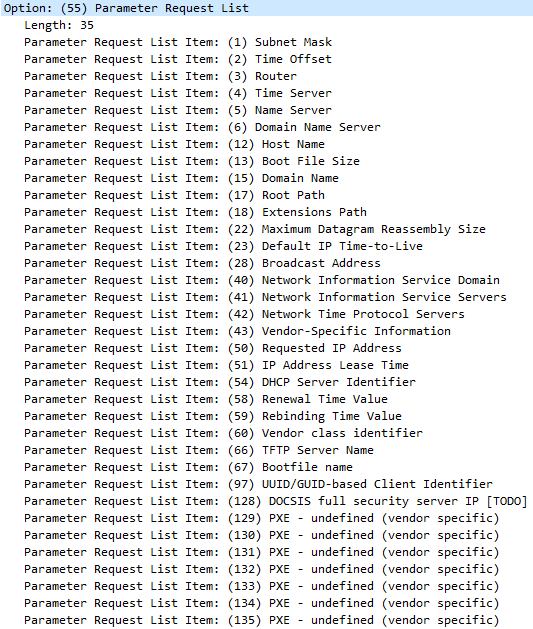 Option: (55) Parameter Request List
Length: 35
Parameter Request List Item: (1) Subnet Mask
Parameter Request List Item: (2) Time Offset
Parameter Request List Item: (3) Router
Parameter Request List Item: (4) Time Server
Parameter Request List Item: (5) Name Server
Parameter Request List Item: (6) Domain Name Server
Parameter Request List Item: (12) Host Name
Parameter Request List Item: (13) Boot File Size
Parameter Request List Item: (15) Domain Name
Parameter Request List Item: (17) Root Path
Parameter Request List Item: (18) Extensions Path
Parameter Request List Item: (22) Maximum Datagram Reassembly Size
Parameter Request List Item: (23) Default IP Time-to-Live
Parameter Request List Item: (28) Broadcast Address
Parameter Request List Item: (40) Network Information Service Domain
Parameter Request List Item: (41) Network Information Service Servers
Parameter Request List Item: (42) Network Time Protocol Servers
Parameter Request List Item: (43) Vendor-Specific Information
Parameter Request List Item: (50) Requested IP Address
Parameter Request List Item: (51) IP Address Lease Time
Parameter Request List Item: (54) DHCP Server Identifier
Parameter Request List Item: (58) Renewal Time Value
Parameter Request List Item: (59) Rebinding Time Value
Parameter Request List Item: (60) Vendor class identifier
Parameter Request List Item: (66) TFTP Server Name
Parameter Request List Item: (67) Bootfile name
Parameter Request List Item: (97) UUID/GUID-based Client Identifier
Parameter Request List Item: (128) DOCSIS full security server IP [TODO]
Parameter Request List Item: (129) PXE - undefined (vendor specific)
Parameter Request List Item: (130) PXE - undefined (vendor specific)
Parameter Request List Item: (131) PXE - undefined (vendor specific)
Parameter Request List Item: (132) PXE - undefined (vendor specific)
Parameter Request List Item: (133) PXE - undefined (vendor specific)
Parameter Request List Item: (134) PXE - undefined (vendor specific)
Parameter Request List Item: (135) PXE - undefined (vendor specific)